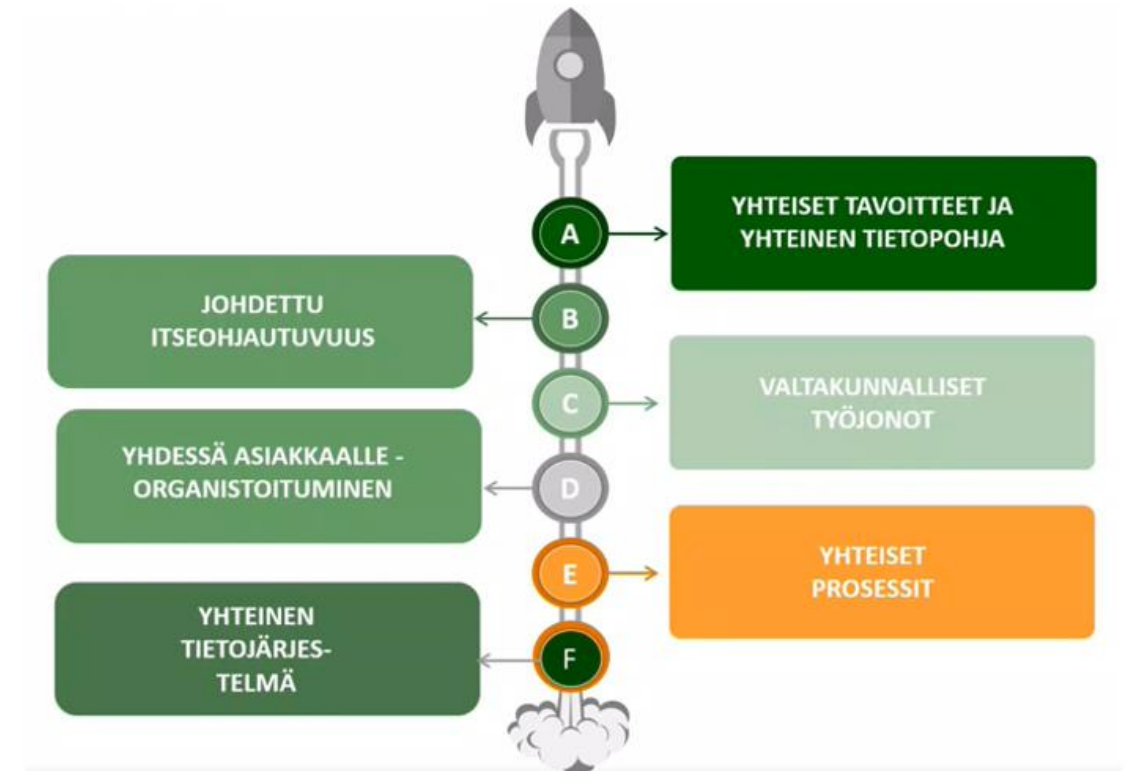 A
YHTEISET TAVOITTEET JA
YHTEINEN TIETOPOHJA
JOHDETTU
ITSEOHJAUTUVUUS
B
C
VALTAKUNNALLISET
TYÖJONOT
YHDESSÄ ASIAKKAALLE -
ORGANISTOITUMINEN
D
E
YHTEISET
PROSESSIT
YHTEINEN
TIETOJÄRJES-
TELMÄ
F